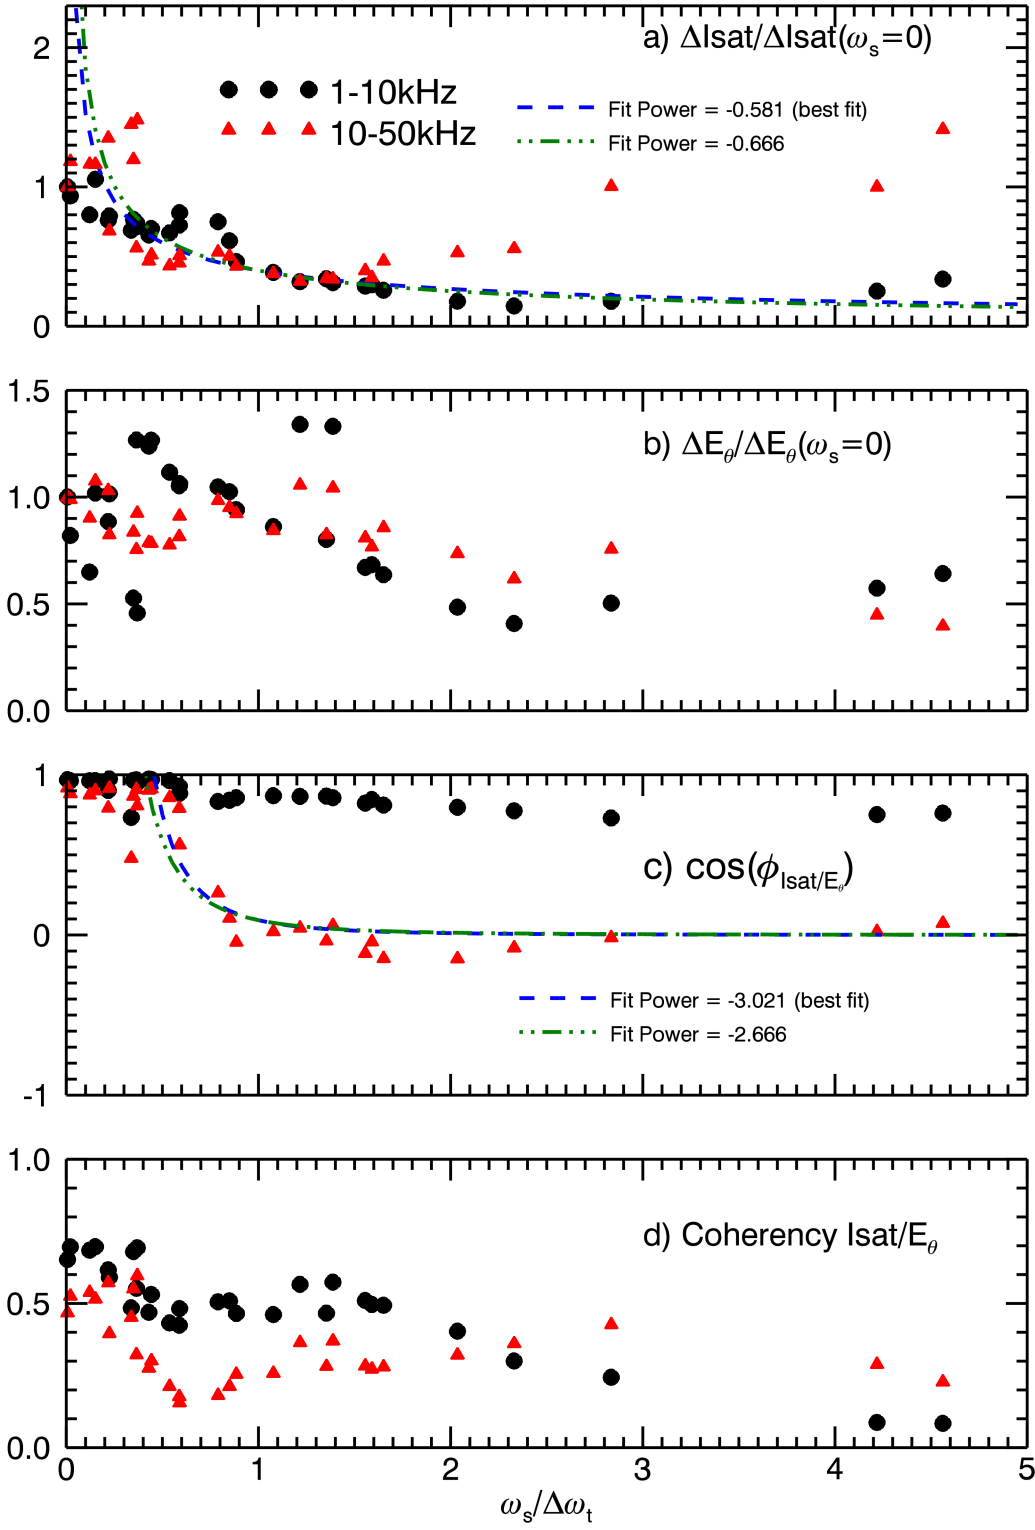 a) ΔIsat/ΔIsat(ωs=0)
2
1-10kHz
10-50kHz
Fit Power = -0.581 (best fit)
Fit Power = -0.666
1
0
1.5
b) ΔEθ/ΔEθ(ωs=0)
1.0
0.5
0.0
1
c) cos(ϕIsat/Eθ)
0
Fit Power = -3.021 (best fit)
Fit Power = -2.666
-1
1.0
d) Coherency Isat/Eθ
0.5
0.0
0 1 2 3 4 5
ωs/Δωt